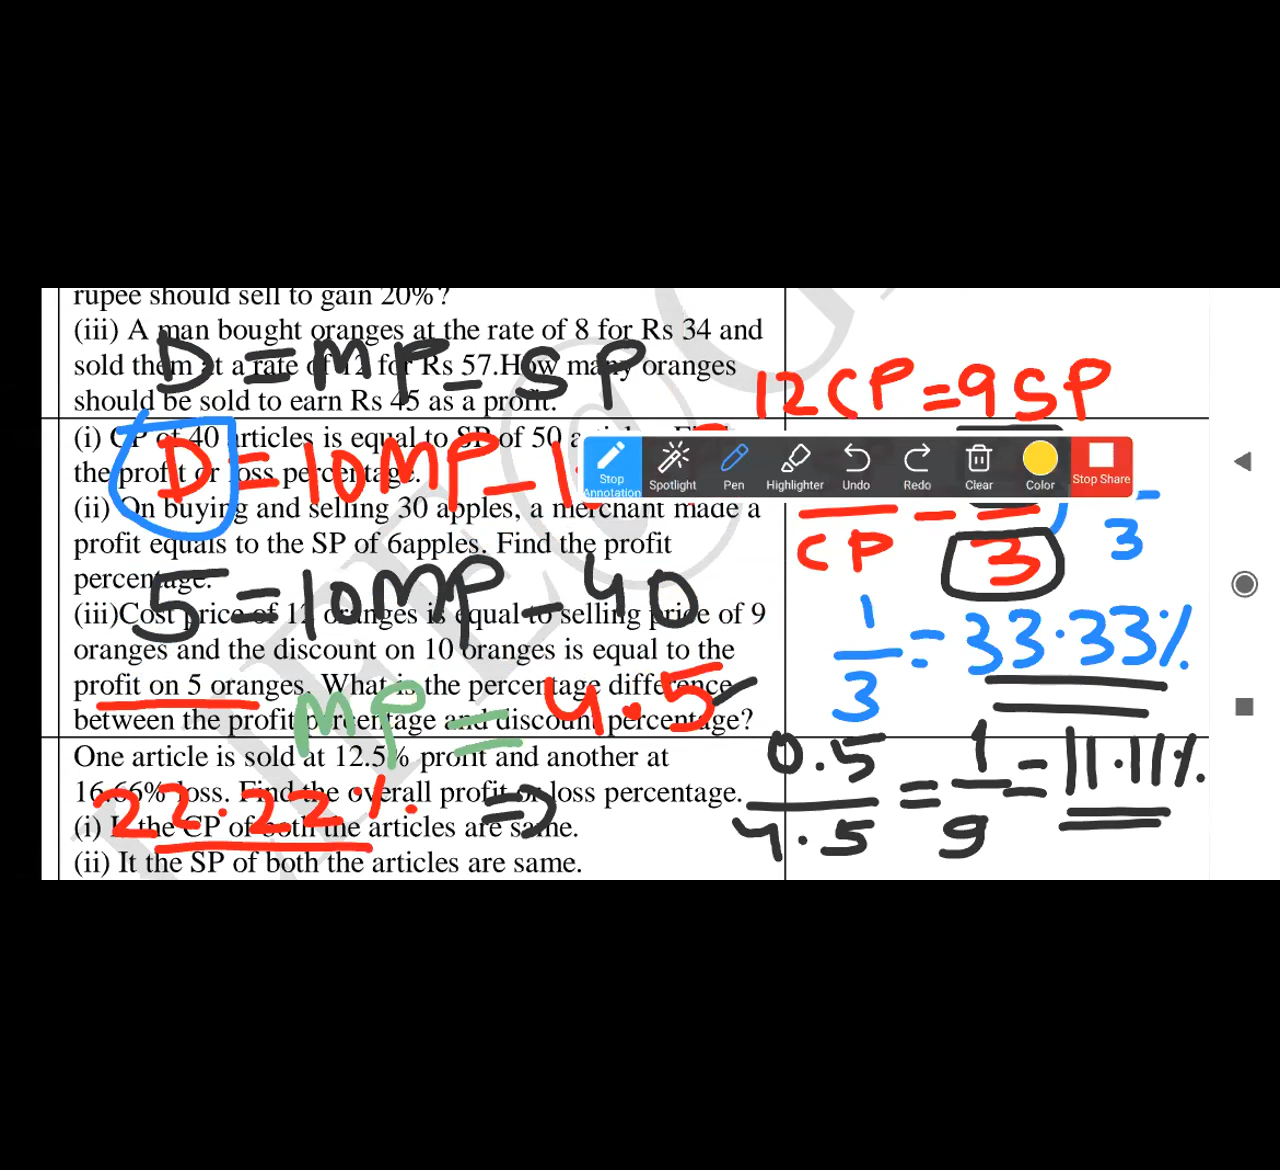 rupee should sell to gain 20%?
(iii) A man bought oranges at the rate of 8 for Rs 34 and
sold them at a rate of 12 for Rs 57.How many oranges
should be sold to earn Rs 45 as a profit.
D = MP - SP
12CP = 9SP
(i) CP of 40 articles is equal to SP of 50
the profit or loss percentage.
D = 10MP - 1
Stop Annotation
Spotlight
Pen
Highlighter
Undo
Redo
Clear
Color
Stop Share
(ii) On buying and selling 30 apples, a merchant made a
profit equals to the SP of 6apples. Find the profit
percentage.
CP 3
3
5 = 10MP - 40
(iii)Cost price of 12 oranges is equal to selling price of 9
oranges and the discount on 10 oranges is equal to the
profit on 5 oranges. What is the percentage difference
between the profit percentage and discount percentage?
1/3 = 33.33%
MP = 4.5
0.5/4.5 = 1/9 = 11.11%
One article is sold at 12.5% profit and another at
16.66% loss. Find the overall profit or loss percentage.
22.22% =>
(i) If the CP of both the articles are same.
(ii) It the SP of both the articles are same.